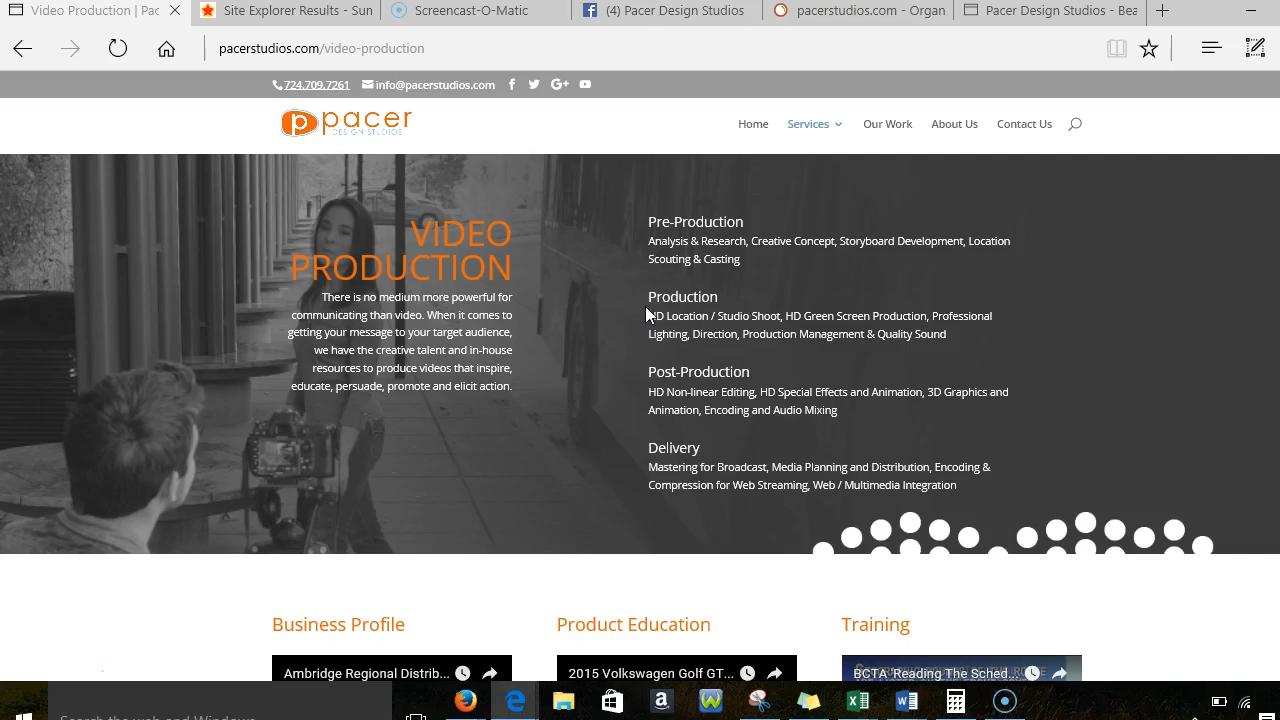 Video Production | Pac
Site Explorer Results - Sun
Screencast-O-Matic
(4) Pacer Design Studios
pacerstudios.com - Organ
Pacer Design Studios - Bea
pacerstudios.com/video-production
724.709.7261
info@pacerstudios.com
pacer
DESIGN STUDIOS
Home
Services
Our Work
About Us
Contact Us
VIDEO
PRODUCTION
There is no medium more powerful for
communicating than video. When it comes to
getting your message to your target audience,
we have the creative talent and in-house
resources to produce videos that inspire,
educate, persuade, promote and elicit action.
Pre-Production
Analysis & Research, Creative Concept, Storyboard Development, Location
Scouting & Casting
Production
HD Location / Studio Shoot, HD Green Screen Production, Professional
Lighting, Direction, Production Management & Quality Sound
Post-Production
HD Non-linear Editing, HD Special Effects and Animation, 3D Graphics and
Animation, Encoding and Audio Mixing
Delivery
Mastering for Broadcast, Media Planning and Distribution, Encoding &
Compression for Web Streaming, Web / Multimedia Integration
Business Profile
Product Education
Training
Ambridge Regional Distrib...
2015 Volkswagen Golf GT...
BCTA 'Reading The Sched...
Search the web and Windows